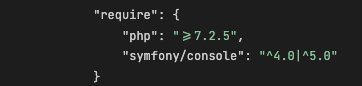 "require": {
"php": ">=7.2.5",
"symfony/console": "^4.0|^5.0"
}